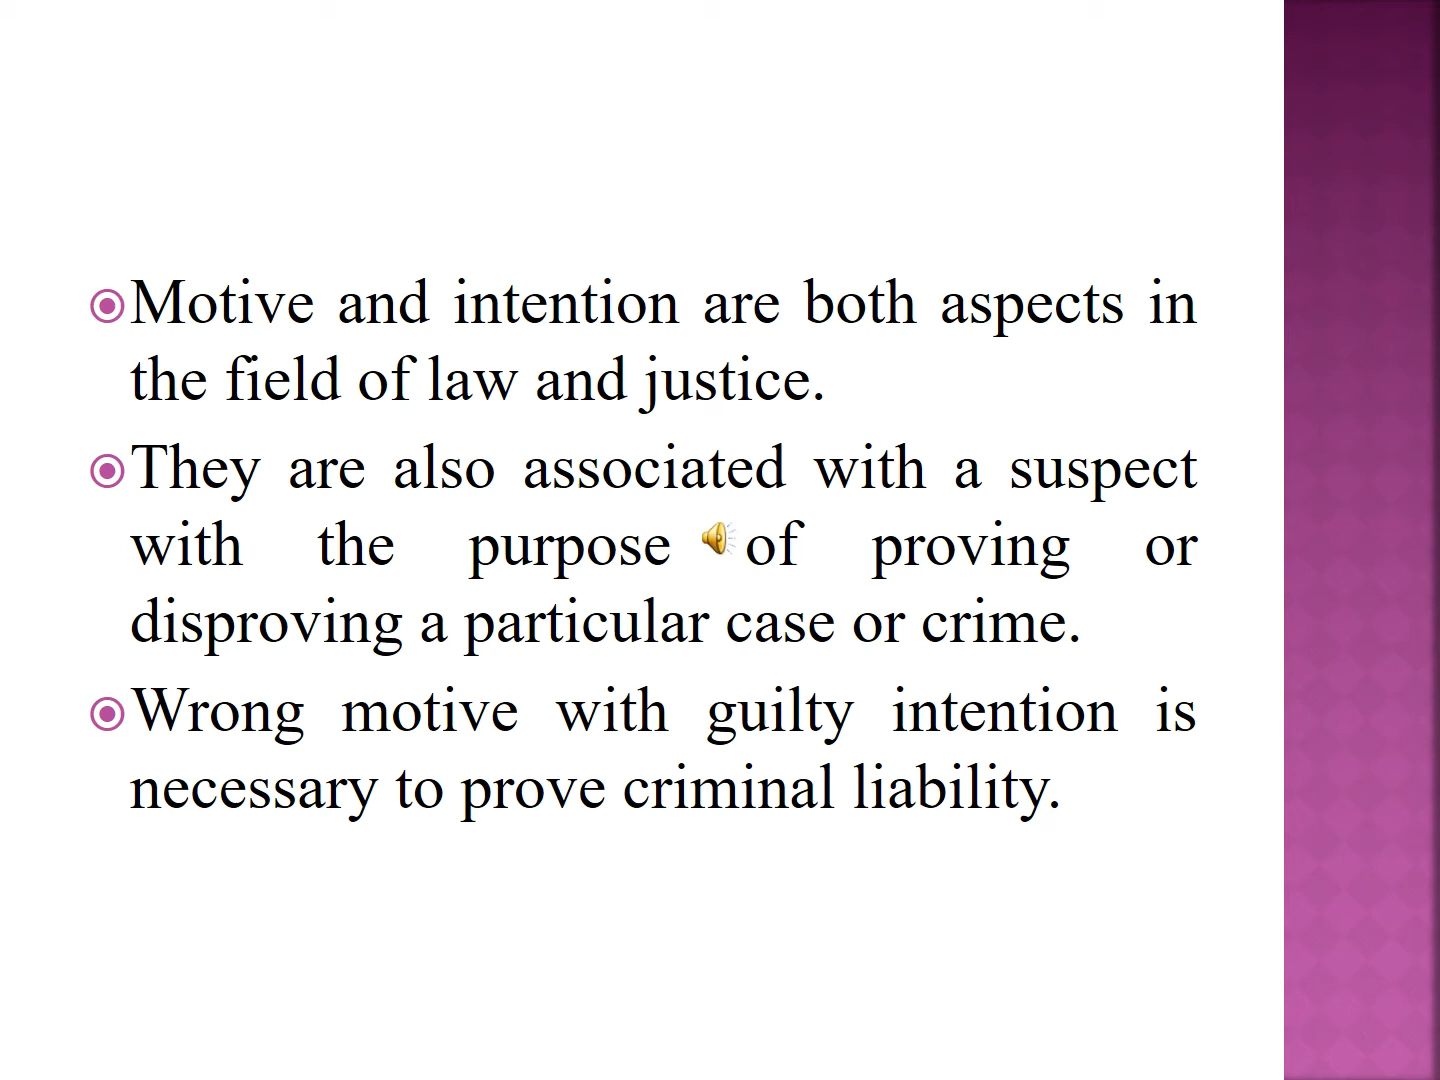 Motive and intention are both aspects in
the field of law and justice.
They are also associated with a suspect
with the purpose of proving or
disproving a particular case or crime.
Wrong motive with guilty intention is
necessary to prove criminal liability.